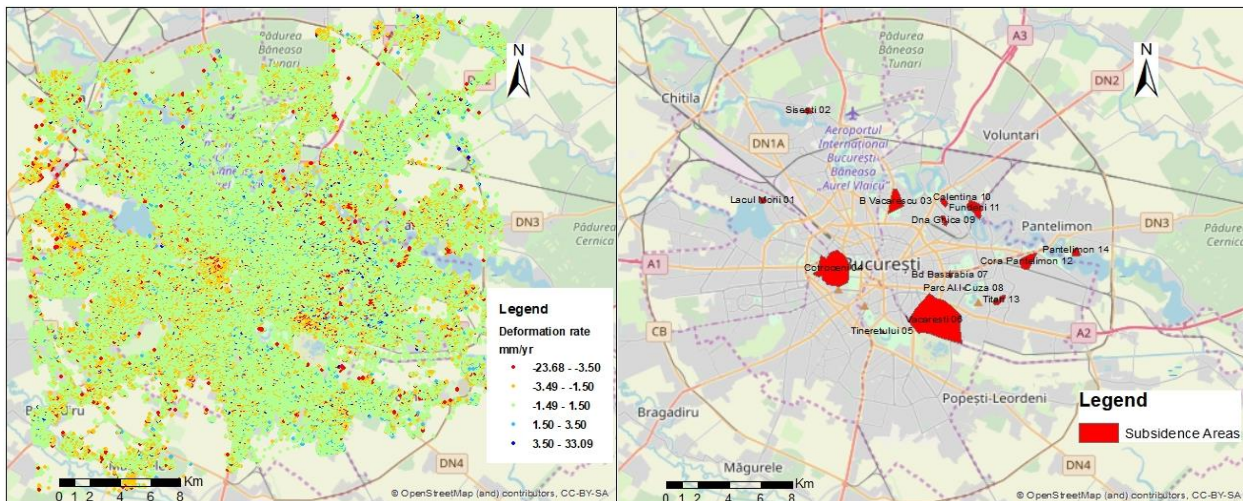 Pădurea
Băneasa
Tunari
N
DN3
Legend
Deformation rate
mm/yr
-23.68 - -3.50
-3.49 - -1.50
-1.49 - 1.50
1.50 - 3.50
3.50 - 33.09
DN4
0 1 2 4 6 8
Km
© OpenStreetMap (and) contributors, CC-BY-SA
Pădurea
Băneasa
Tunari
A3
N
DN2
Chitila
Sisesti 02
DN1A
Aeroportul
Internațional
București
Băneasa
„Aurel Vlaicu"
Voluntari
Lacul Morii 01
B Vacarescu 03
Colentina 10
Fundeni 11
Dna Ghica 09
Pantelimon
DN3
Pădurea
Cernica
Pantelimon 14
Cora Pantelimon 12
A1
Cotroceni 04
București
Bd Basarabia 07
Parc Al I Cuza 08
Titan 13
Vacaresti 06
Tineretului 05
CB
A2
Popești-Leordeni
Bragadiru
Legend
Subsidence Areas
Măgurele
DN4
0 1 2 4 6 8
Km
© OpenStreetMap (and) contributors, CC-BY-SA